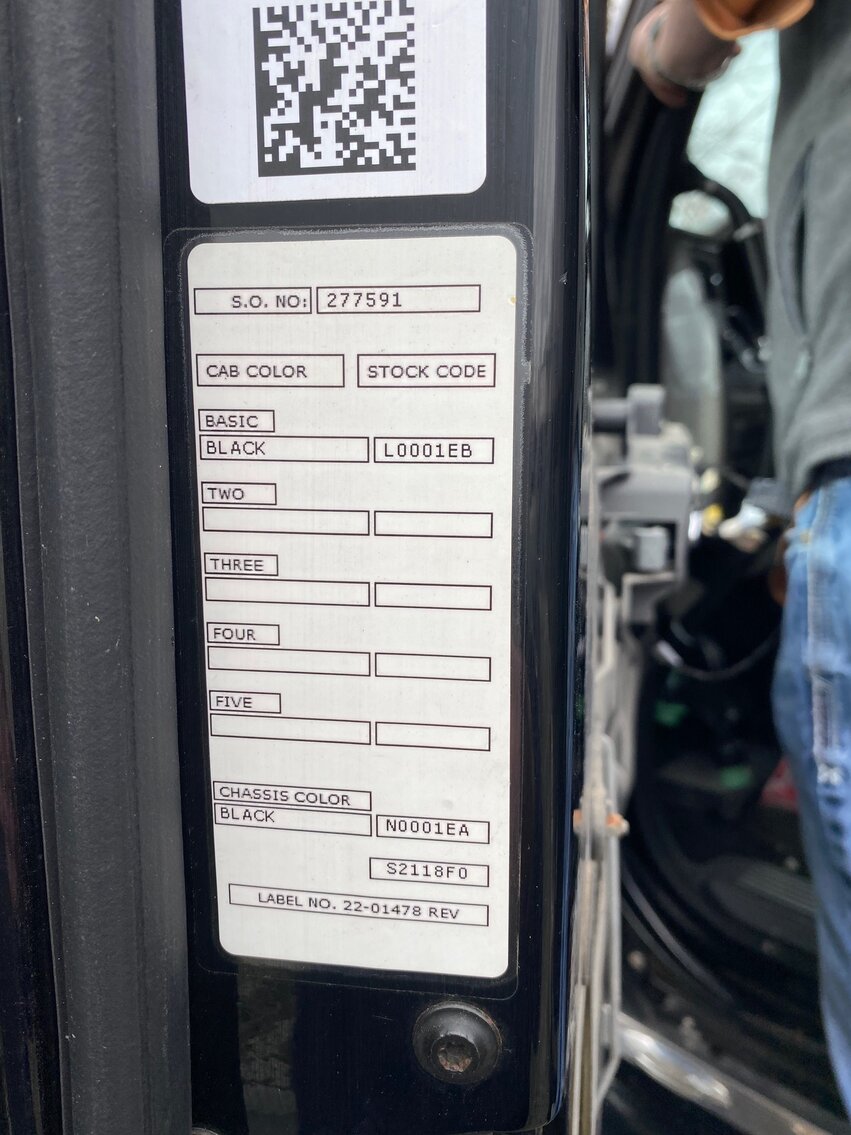 S.O. NO: 277591
CAB COLOR STOCK CODE
BASIC
BLACK L0001EB
TWO
THREE
FOUR
FIVE
CHASSIS COLOR
BLACK N0001EA
S2118F0
LABEL NO. 22-01478 REV